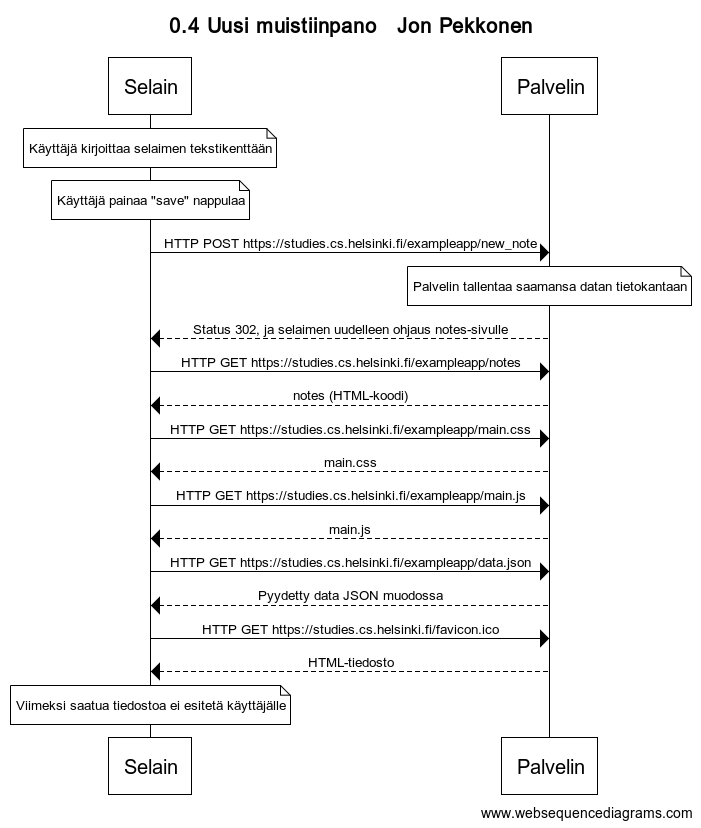 0.4 Uusi muistiinpano   Jon Pekkonen
Selain
Palvelin
Käyttäjä kirjoittaa selaimen tekstikenttään
Käyttäjä painaa "save" nappulaa
HTTP POST https://studies.cs.helsinki.fi/exampleapp/new_note
Palvelin tallentaa saamansa datan tietokantaan
Status 302, ja selaimen uudelleen ohjaus notes-sivulle
HTTP GET https://studies.cs.helsinki.fi/exampleapp/notes
notes (HTML-koodi)
HTTP GET https://studies.cs.helsinki.fi/exampleapp/main.css
main.css
HTTP GET https://studies.cs.helsinki.fi/exampleapp/main.js
main.js
HTTP GET https://studies.cs.helsinki.fi/exampleapp/data.json
Pyydetty data JSON muodossa
HTTP GET https://studies.cs.helsinki.fi/favicon.ico
HTML-tiedosto
Viimeksi saatua tiedostoa ei esitetä käyttäjälle
Selain
Palvelin
www.websequencediagrams.com